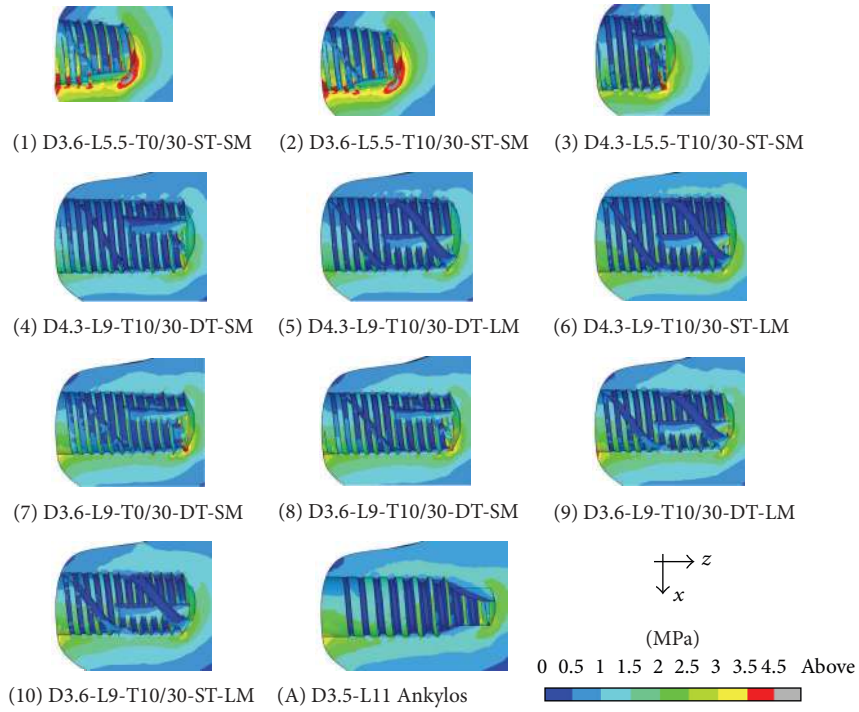 (1) D3.6-L5.5-T0/30-ST-SM
(2) D3.6-L5.5-T10/30-ST-SM
(3) D4.3-L5.5-T10/30-ST-SM
(4) D4.3-L9-T10/30-DT-SM
(5) D4.3-L9-T10/30-DT-LM
(6) D4.3-L9-T10/30-ST-LM
(7) D3.6-L9-T0/30-DT-SM
(8) D3.6-L9-T10/30-DT-SM
(9) D3.6-L9-T10/30-DT-LM
z
x
(MPa)
0 0.5 1 1.5 2 2.5 3 3.5 4.5 Above
(10) D3.6-L9-T10/30-ST-LM
(A) D3.5-L11 Ankylos